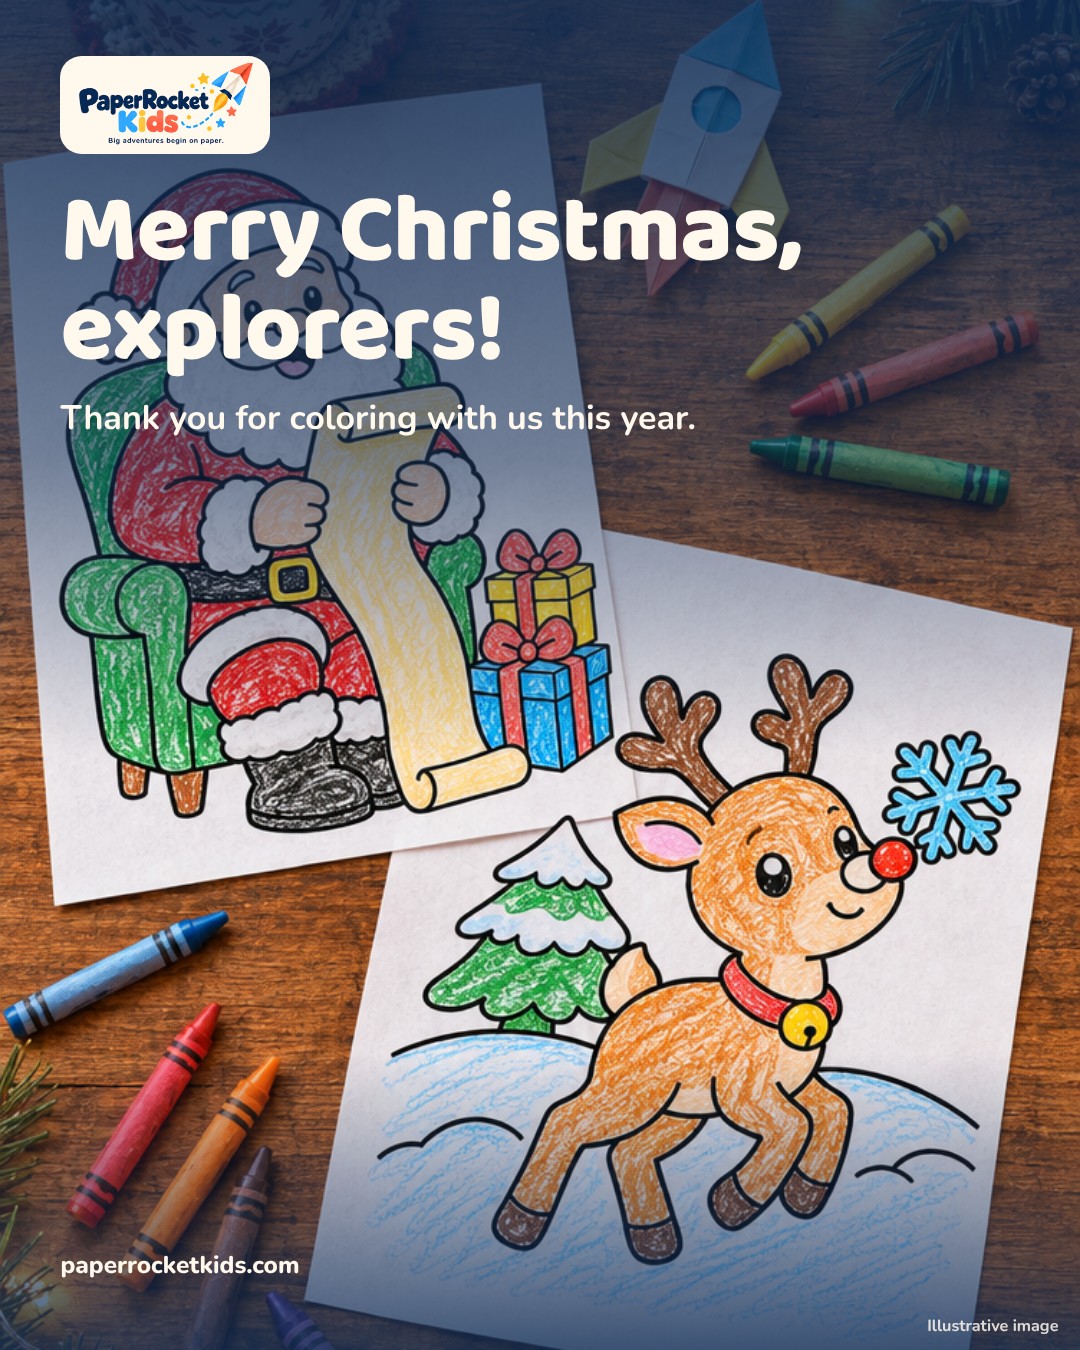 PaperRocket
Kids
Big adventures begin on paper.
Merry Christmas,
explorers!
Thank you for coloring with us this year.
paperrocketkids.com
Illustrative image